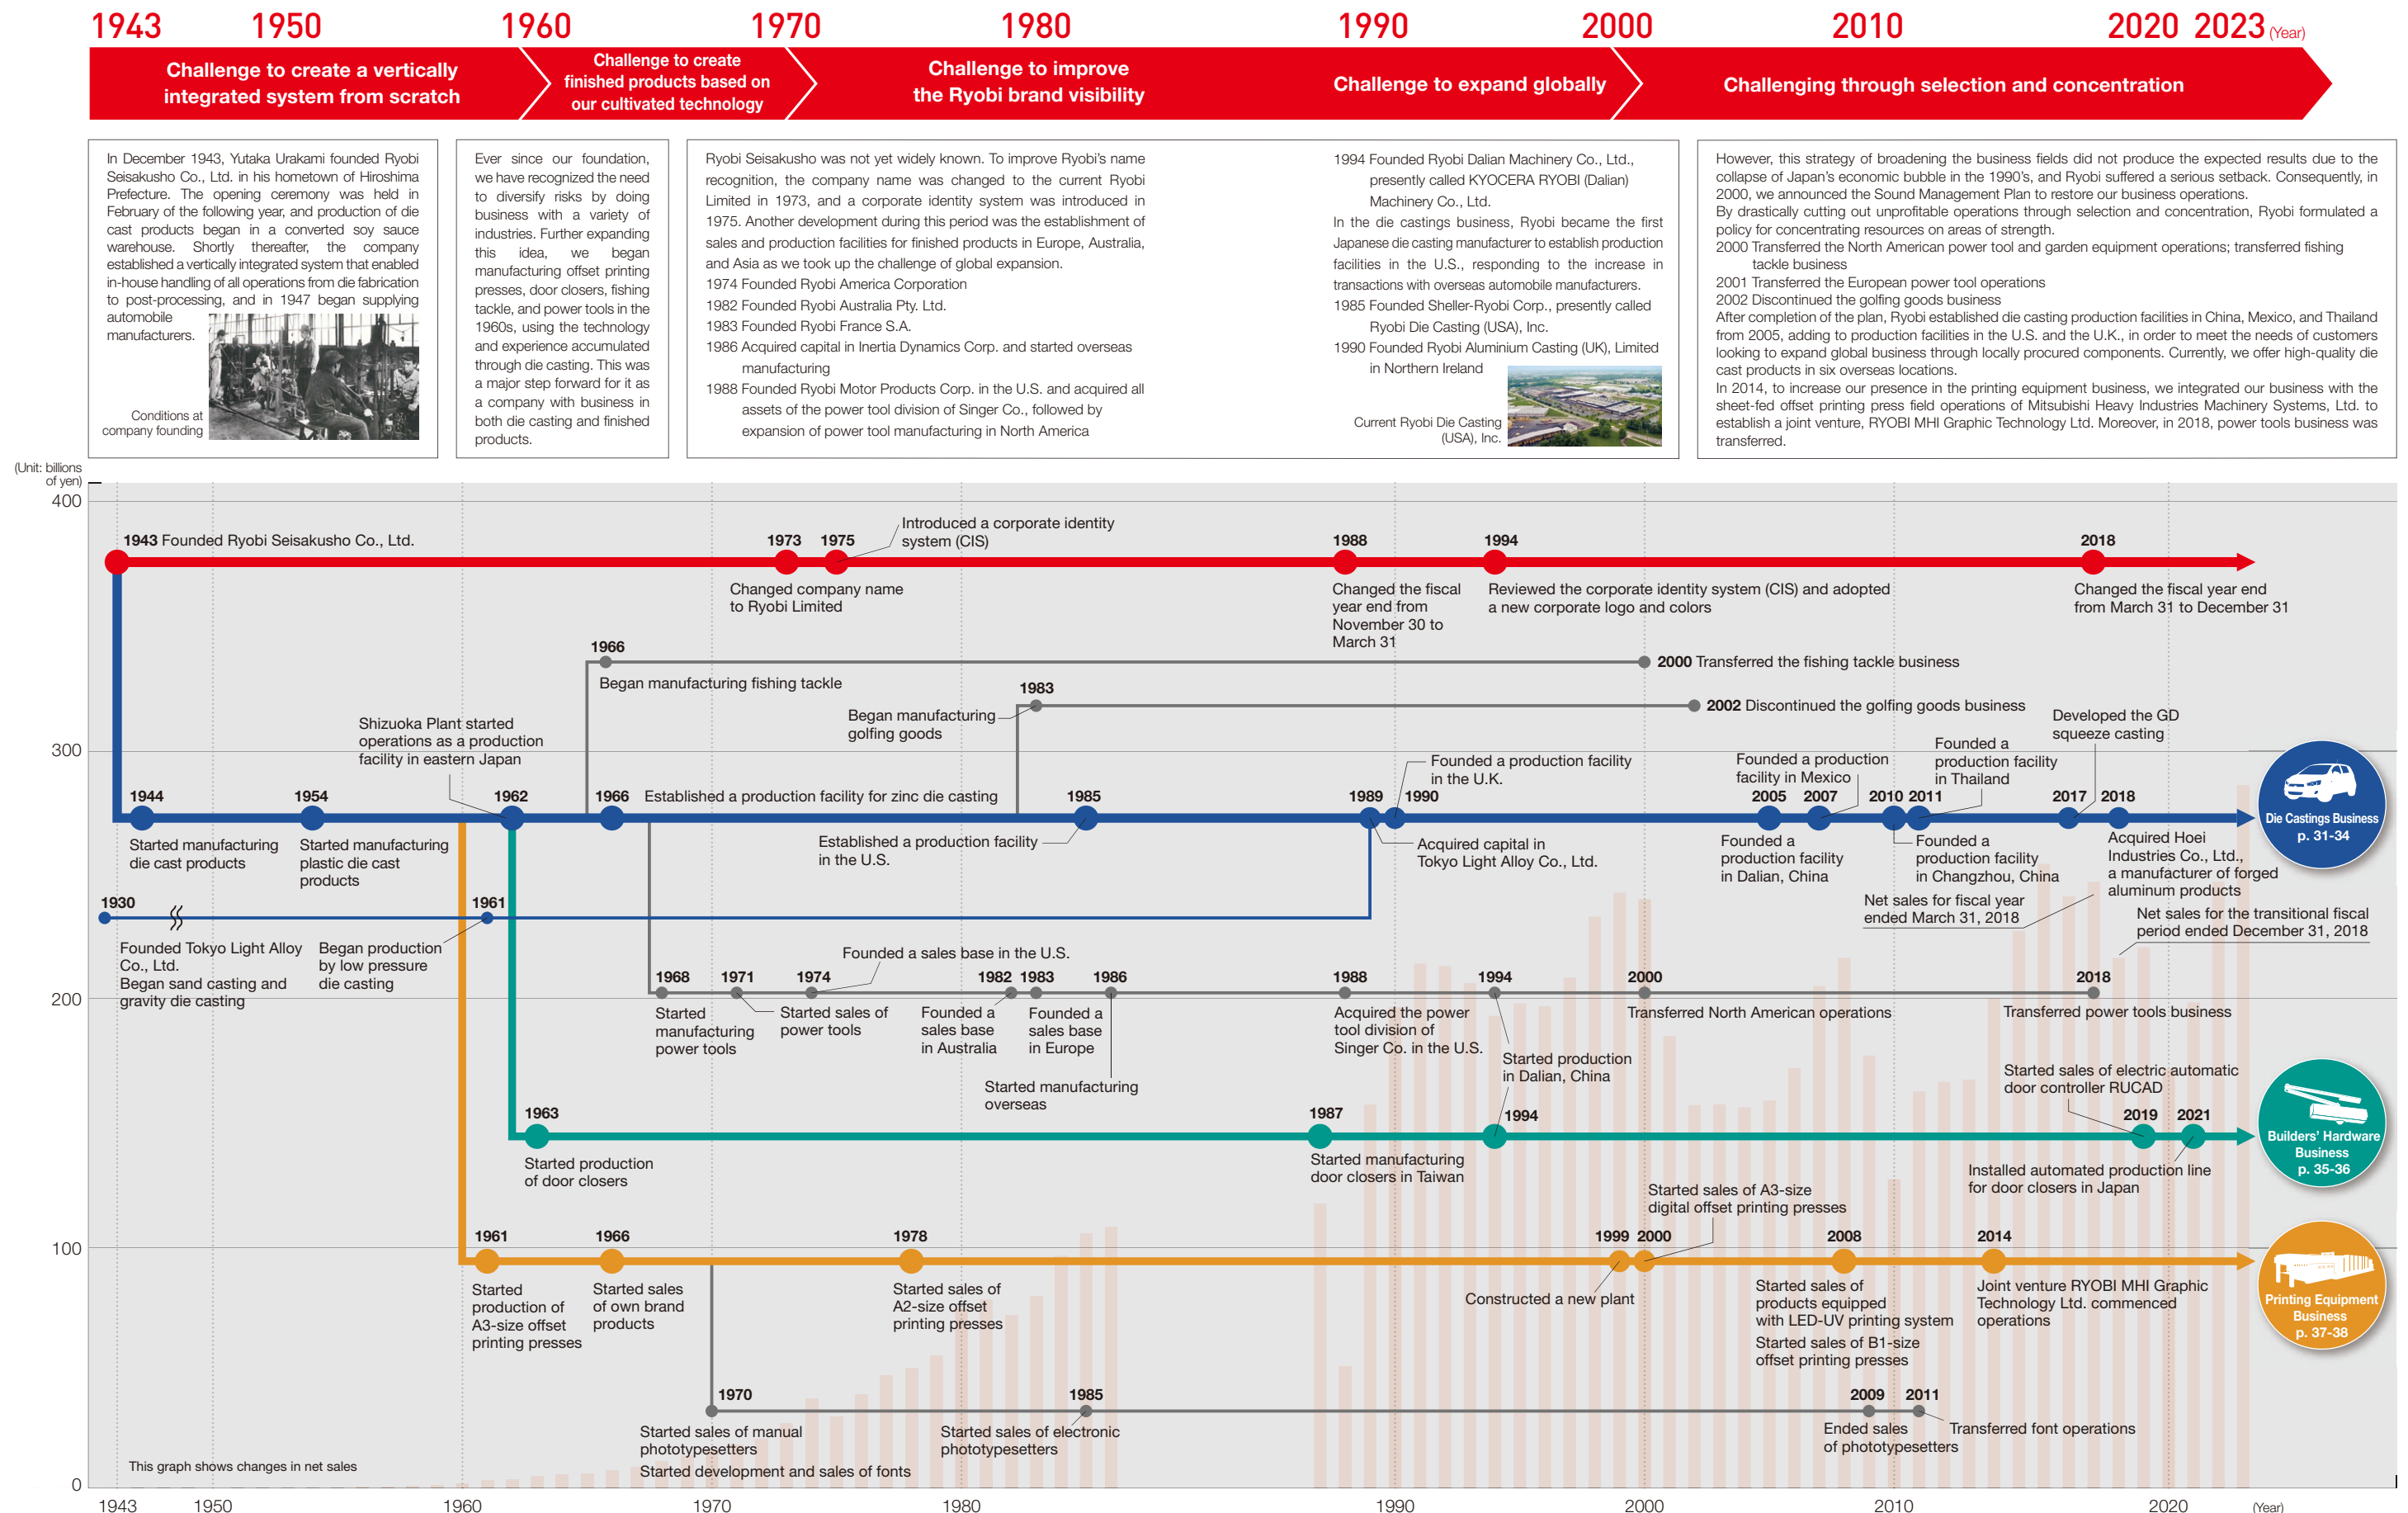 1943 1950 1960 1970 1980 1990 2000 2010 2020 2023 (Year)
Challenge to create a vertically
integrated system from scratch
Challenge to create
finished products based on
our cultivated technology
Challenge to improve
the Ryobi brand visibility
Challenge to expand globally
Challenging through selection and concentration
In December 1943, Yutaka Urakami founded Ryobi
Seisakusho Co., Ltd. in his hometown of Hiroshima
Prefecture. The opening ceremony was held in
February of the following year, and production of die
cast products began in a converted soy sauce
warehouse. Shortly thereafter, the company
established a vertically integrated system that enabled
in-house handling of all operations from die fabrication
to post-processing, and in 1947 began supplying
automobile
manufacturers.
Conditions at
company founding
Ever since our foundation,
we have recognized the need
to diversify risks by doing
business with a variety of
industries. Further expanding
this idea, we began
manufacturing offset printing
presses, door closers, fishing
tackle, and power tools in the
1960s, using the technology
and experience accumulated
through die casting. This was
a major step forward for it as
a company with business in
both die casting and finished
products.
Ryobi Seisakusho was not yet widely known. To improve Ryobi's name
recognition, the company name was changed to the current Ryobi
Limited in 1973, and a corporate identity system was introduced in
1975. Another development during this period was the establishment of
sales and production facilities for finished products in Europe, Australia,
and Asia as we took up the challenge of global expansion.
1974 Founded Ryobi America Corporation
1982 Founded Ryobi Australia Pty. Ltd.
1983 Founded Ryobi France S.A.
1986 Acquired capital in Inertia Dynamics Corp. and started overseas
manufacturing
1988 Founded Ryobi Motor Products Corp. in the U.S. and acquired all
assets of the power tool division of Singer Co., followed by
expansion of power tool manufacturing in North America
1994 Founded Ryobi Dalian Machinery Co., Ltd.,
presently called KYOCERA RYOBI (Dalian)
Machinery Co., Ltd.
In the die castings business, Ryobi became the first
Japanese die casting manufacturer to establish production
facilities in the U.S., responding to the increase in
transactions with overseas automobile manufacturers.
1985 Founded Sheller-Ryobi Corp., presently called
Ryobi Die Casting (USA), Inc.
1990 Founded Ryobi Aluminium Casting (UK), Limited
in Northern Ireland
Current Ryobi Die Casting
(USA), Inc.
However, this strategy of broadening the business fields did not produce the expected results due to the
collapse of Japan's economic bubble in the 1990's, and Ryobi suffered a serious setback. Consequently, in
2000, we announced the Sound Management Plan to restore our business operations.
By drastically cutting out unprofitable operations through selection and concentration, Ryobi formulated a
policy for concentrating resources on areas of strength.
2000 Transferred the North American power tool and garden equipment operations; transferred fishing
tackle business
2001 Transferred the European power tool operations
2002 Discontinued the golfing goods business
After completion of the plan, Ryobi established die casting production facilities in China, Mexico, and Thailand
from 2005, adding to production facilities in the U.S. and the U.K., in order to meet the needs of customers
looking to expand global business through locally procured components. Currently, we offer high-quality die
cast products in six overseas locations.
In 2014, to increase our presence in the printing equipment business, we integrated our business with the
sheet-fed offset printing press field operations of Mitsubishi Heavy Industries Machinery Systems, Ltd. to
establish a joint venture, RYOBI MHI Graphic Technology Ltd. Moreover, in 2018, power tools business was
transferred.
(Unit: billions
of yen)
400
1943 Founded Ryobi Seisakusho Co., Ltd.
1973
Changed company name
to Ryobi Limited
1975
Introduced a corporate identity
system (CIS)
1988
Changed the fiscal
year end from
November 30 to
March 31
1994
Reviewed the corporate identity system (CIS) and adopted
a new corporate logo and colors
2018
Changed the fiscal year end
from March 31 to December 31
1966
Began manufacturing fishing tackle
2000 Transferred the fishing tackle business
1983
Began manufacturing
golfing goods
2002 Discontinued the golfing goods business
300
1944
Started manufacturing
die cast products
1954
Started manufacturing
plastic die cast
products
Shizuoka Plant started
operations as a production
facility in eastern Japan
1962
1966 Established a production facility for zinc die casting
1985
Established a production facility
in the U.S.
1989
Acquired capital in
Tokyo Light Alloy Co., Ltd.
1990
Founded a production facility
in the U.K.
2005
Founded a
production facility
in Dalian, China
2007
Founded a production
facility in Mexico
2010
Founded a
production facility
in Changzhou, China
2011
Founded a
production facility
in Thailand
2017
Developed the GD
squeeze casting
2018
Acquired Hoei
Industries Co., Ltd.,
a manufacturer of forged
aluminum products
Die Castings Business
p. 31-34
1930
Founded Tokyo Light Alloy
Co., Ltd.
Began sand casting and
gravity die casting
1961
Began production
by low pressure
die casting
Net sales for fiscal year
ended March 31, 2018
Net sales for the transitional fiscal
period ended December 31, 2018
200
1968
Started
manufacturing
power tools
1971
Started sales of
power tools
1974
Founded a sales base in the U.S.
1982
Founded a
sales base
in Australia
1983
Founded a
sales base
in Europe
1986
Started manufacturing
overseas
1988
Acquired the power
tool division of
Singer Co. in the U.S.
1994
Started production
in Dalian, China
2000
Transferred North American operations
2018
Transferred power tools business
1963
Started production
of door closers
1987
Started manufacturing
door closers in Taiwan
1994
Started sales of electric automatic
door controller RUCAD
2019
2021
Installed automated production line
for door closers in Japan
Builders' Hardware
Business
p. 35-36
100
1961
Started
production of
A3-size offset
printing presses
1966
Started sales
of own brand
products
1978
Started sales of
A2-size offset
printing presses
1999
Constructed a new plant
2000
Started sales of A3-size
digital offset printing presses
2008
Started sales of
products equipped
with LED-UV printing system
Started sales of B1-size
offset printing presses
2014
Joint venture RYOBI MHI Graphic
Technology Ltd. commenced
operations
Printing Equipment
Business
p. 37-38
1970
Started sales of manual
phototypesetters
Started development and sales of fonts
1985
Started sales of electronic
phototypesetters
2009
Ended sales
of phototypesetters
2011
Transferred font operations
This graph shows changes in net sales
0
1943 1950 1960 1970 1980 1990 2000 2010 2020 (Year)